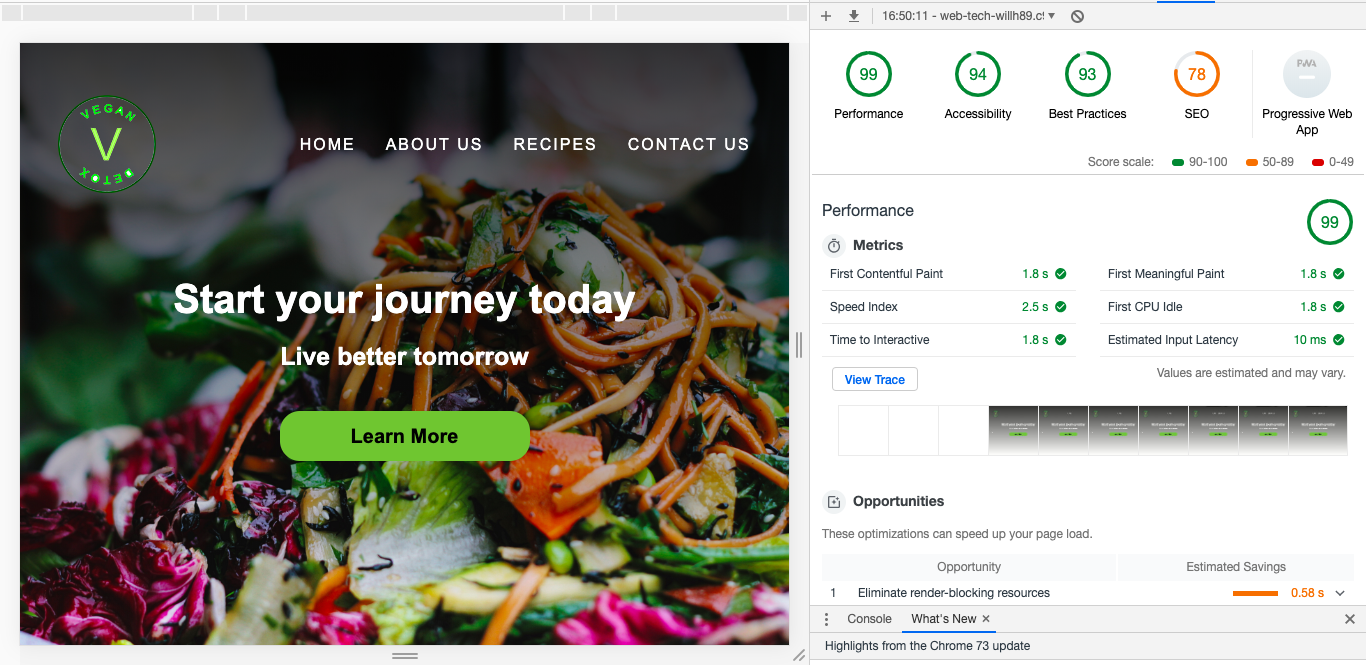 VEGAN
V
DETOX
HOME ABOUT US RECIPES CONTACT US
Start your journey today
Live better tomorrow
Learn More
16:50:11 - web-tech-willh89.c
99 94 93 78 PWA
Performance Accessibility Best Practices SEO Progressive Web
App
Score scale: 90-100 50-89 0-49
Performance 99
Metrics
First Contentful Paint 1.8 s First Meaningful Paint 1.8 s
Speed Index 2.5 s First CPU Idle 1.8 s
Time to Interactive 1.8 s Estimated Input Latency 10 ms
View Trace Values are estimated and may vary.
Opportunities
These optimizations can speed up your page load.
Opportunity Estimated Savings
1 Eliminate render-blocking resources 0.58 s
Console What's New
Highlights from the Chrome 73 update